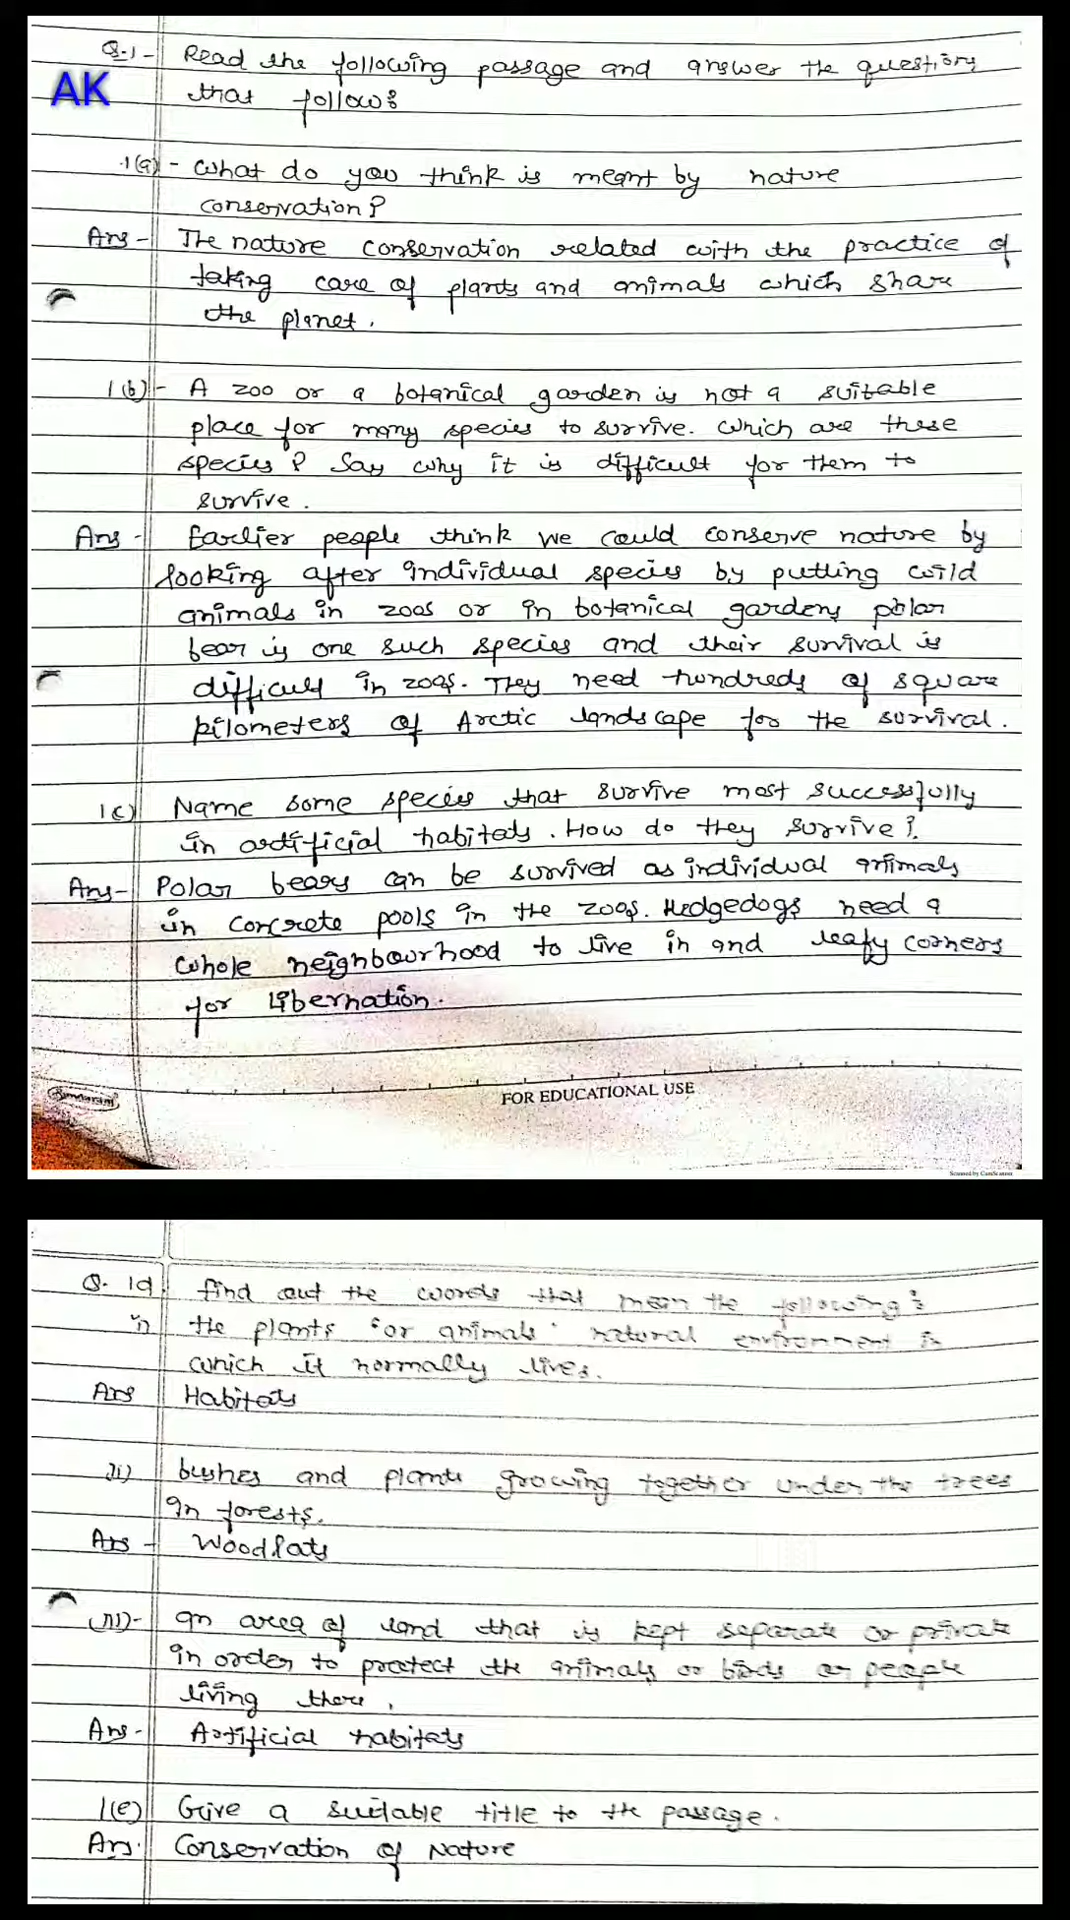 Q.1- Read the following passage and answer the questions
AK
that follow:
1(a)- What do you think is meant by nature
conservation?
Ans- The nature conservation related with the practice of
taking care of plants and animals which share
the planet.
1(b)- A zoo or a botanical garden is not a suitable
place for many species to survive. Which are these
species? Say why it is difficult for them to
survive.
Ans- Earlier people think we could conserve nature by
looking after individual species by putting wild
animals in zoos or in botanical gardens polar
bear is one such species and their survival is
difficult in zoos. They need hundreds of square
kilometers of Arctic landscape for the survival.
1c) Name some species that survive most successfully
in artificial habitats. How do they survive?
Ans- Polar bears can be survived as individual animals
in concrete pools in the zoos. Hedgedogs need a
whole neighbourhood to live in and leafy corners
for libernation.
Sundaram
FOR EDUCATIONAL USE
Scanned by CamScanner
Q. 1d find out the words that mean the following:
i) the plants 'or animals' natural environment in
which it normally lives.
Ans Habitats
ii) bushes and plants growing together under the trees
in forests.
Ans - Woodlats
(iii)- an area of land that is kept separate or private
in order to protect the animals or birds or people
living there.
Ans- Artificial habitats
1(e) Give a suitable title to the passage.
Ans. Conservation of Nature